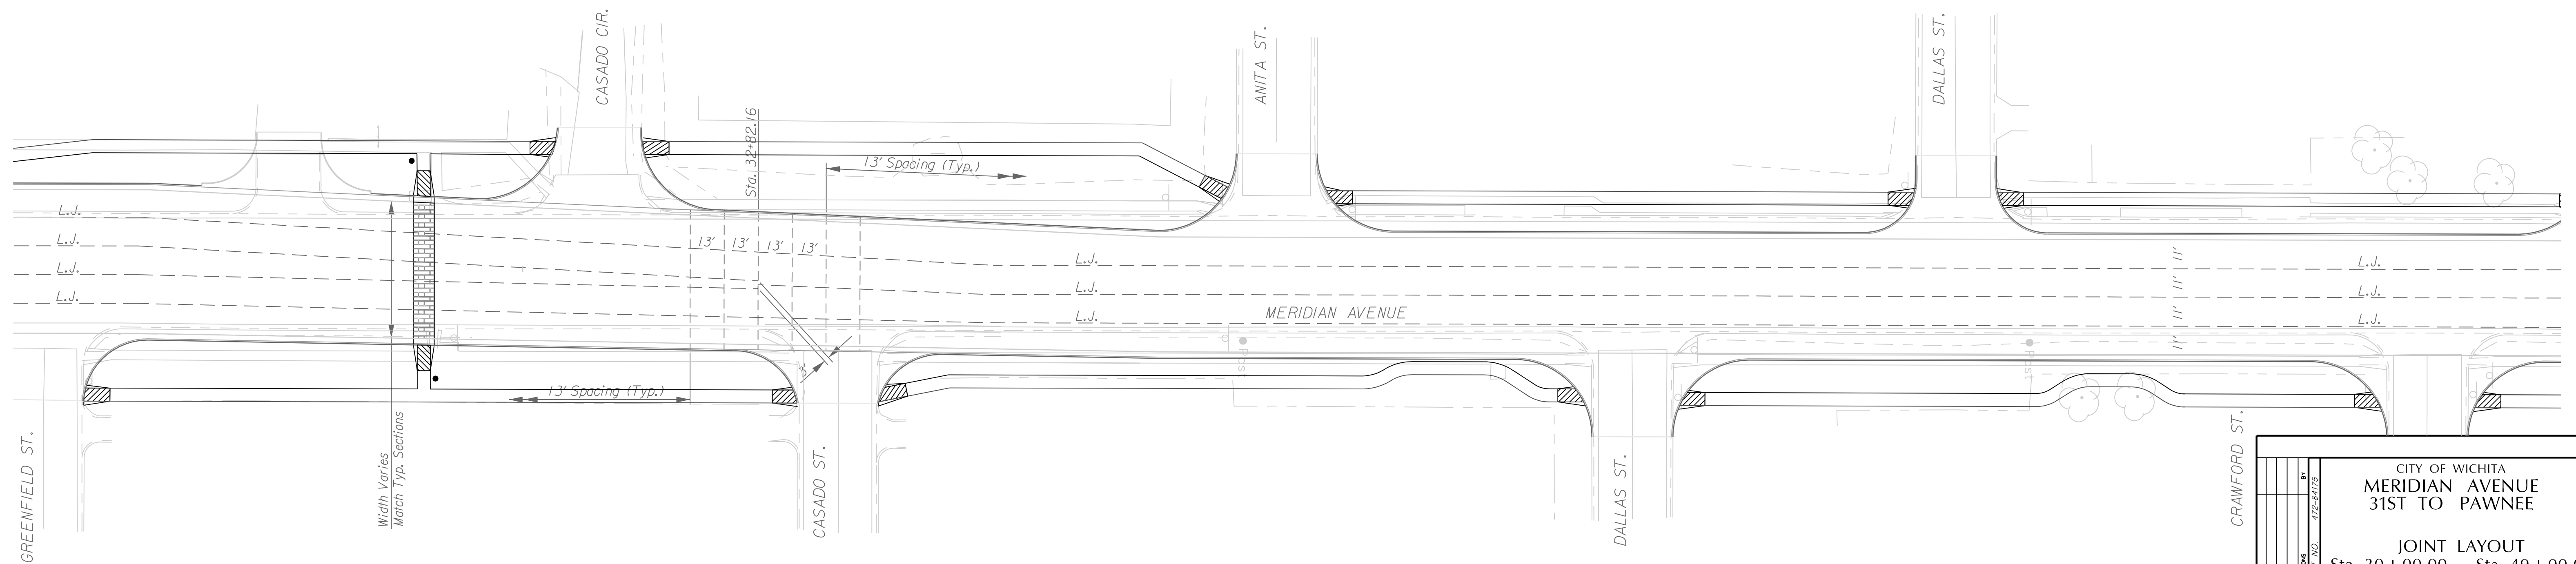 CASADO CIR.
ANITA ST.
DALLAS ST.
Sta. 32+82.16
13' Spacing (Typ.)
L.J.
L.J.
L.J.
L.J.
13'
13'
13'
13'
L.J.
L.J.
L.J.
MERIDIAN AVENUE
11'
11'
11'
11'
L.J.
L.J.
L.J.
3'
13' Spacing (Typ.)
Width Varies
Match Typ. Sections
GREENFIELD ST.
CASADO ST.
DALLAS ST.
CRAWFORD ST.
BY
NO. 472-84175
CITY OF WICHITA
MERIDIAN AVENUE
31ST TO PAWNEE
JOINT LAYOUT